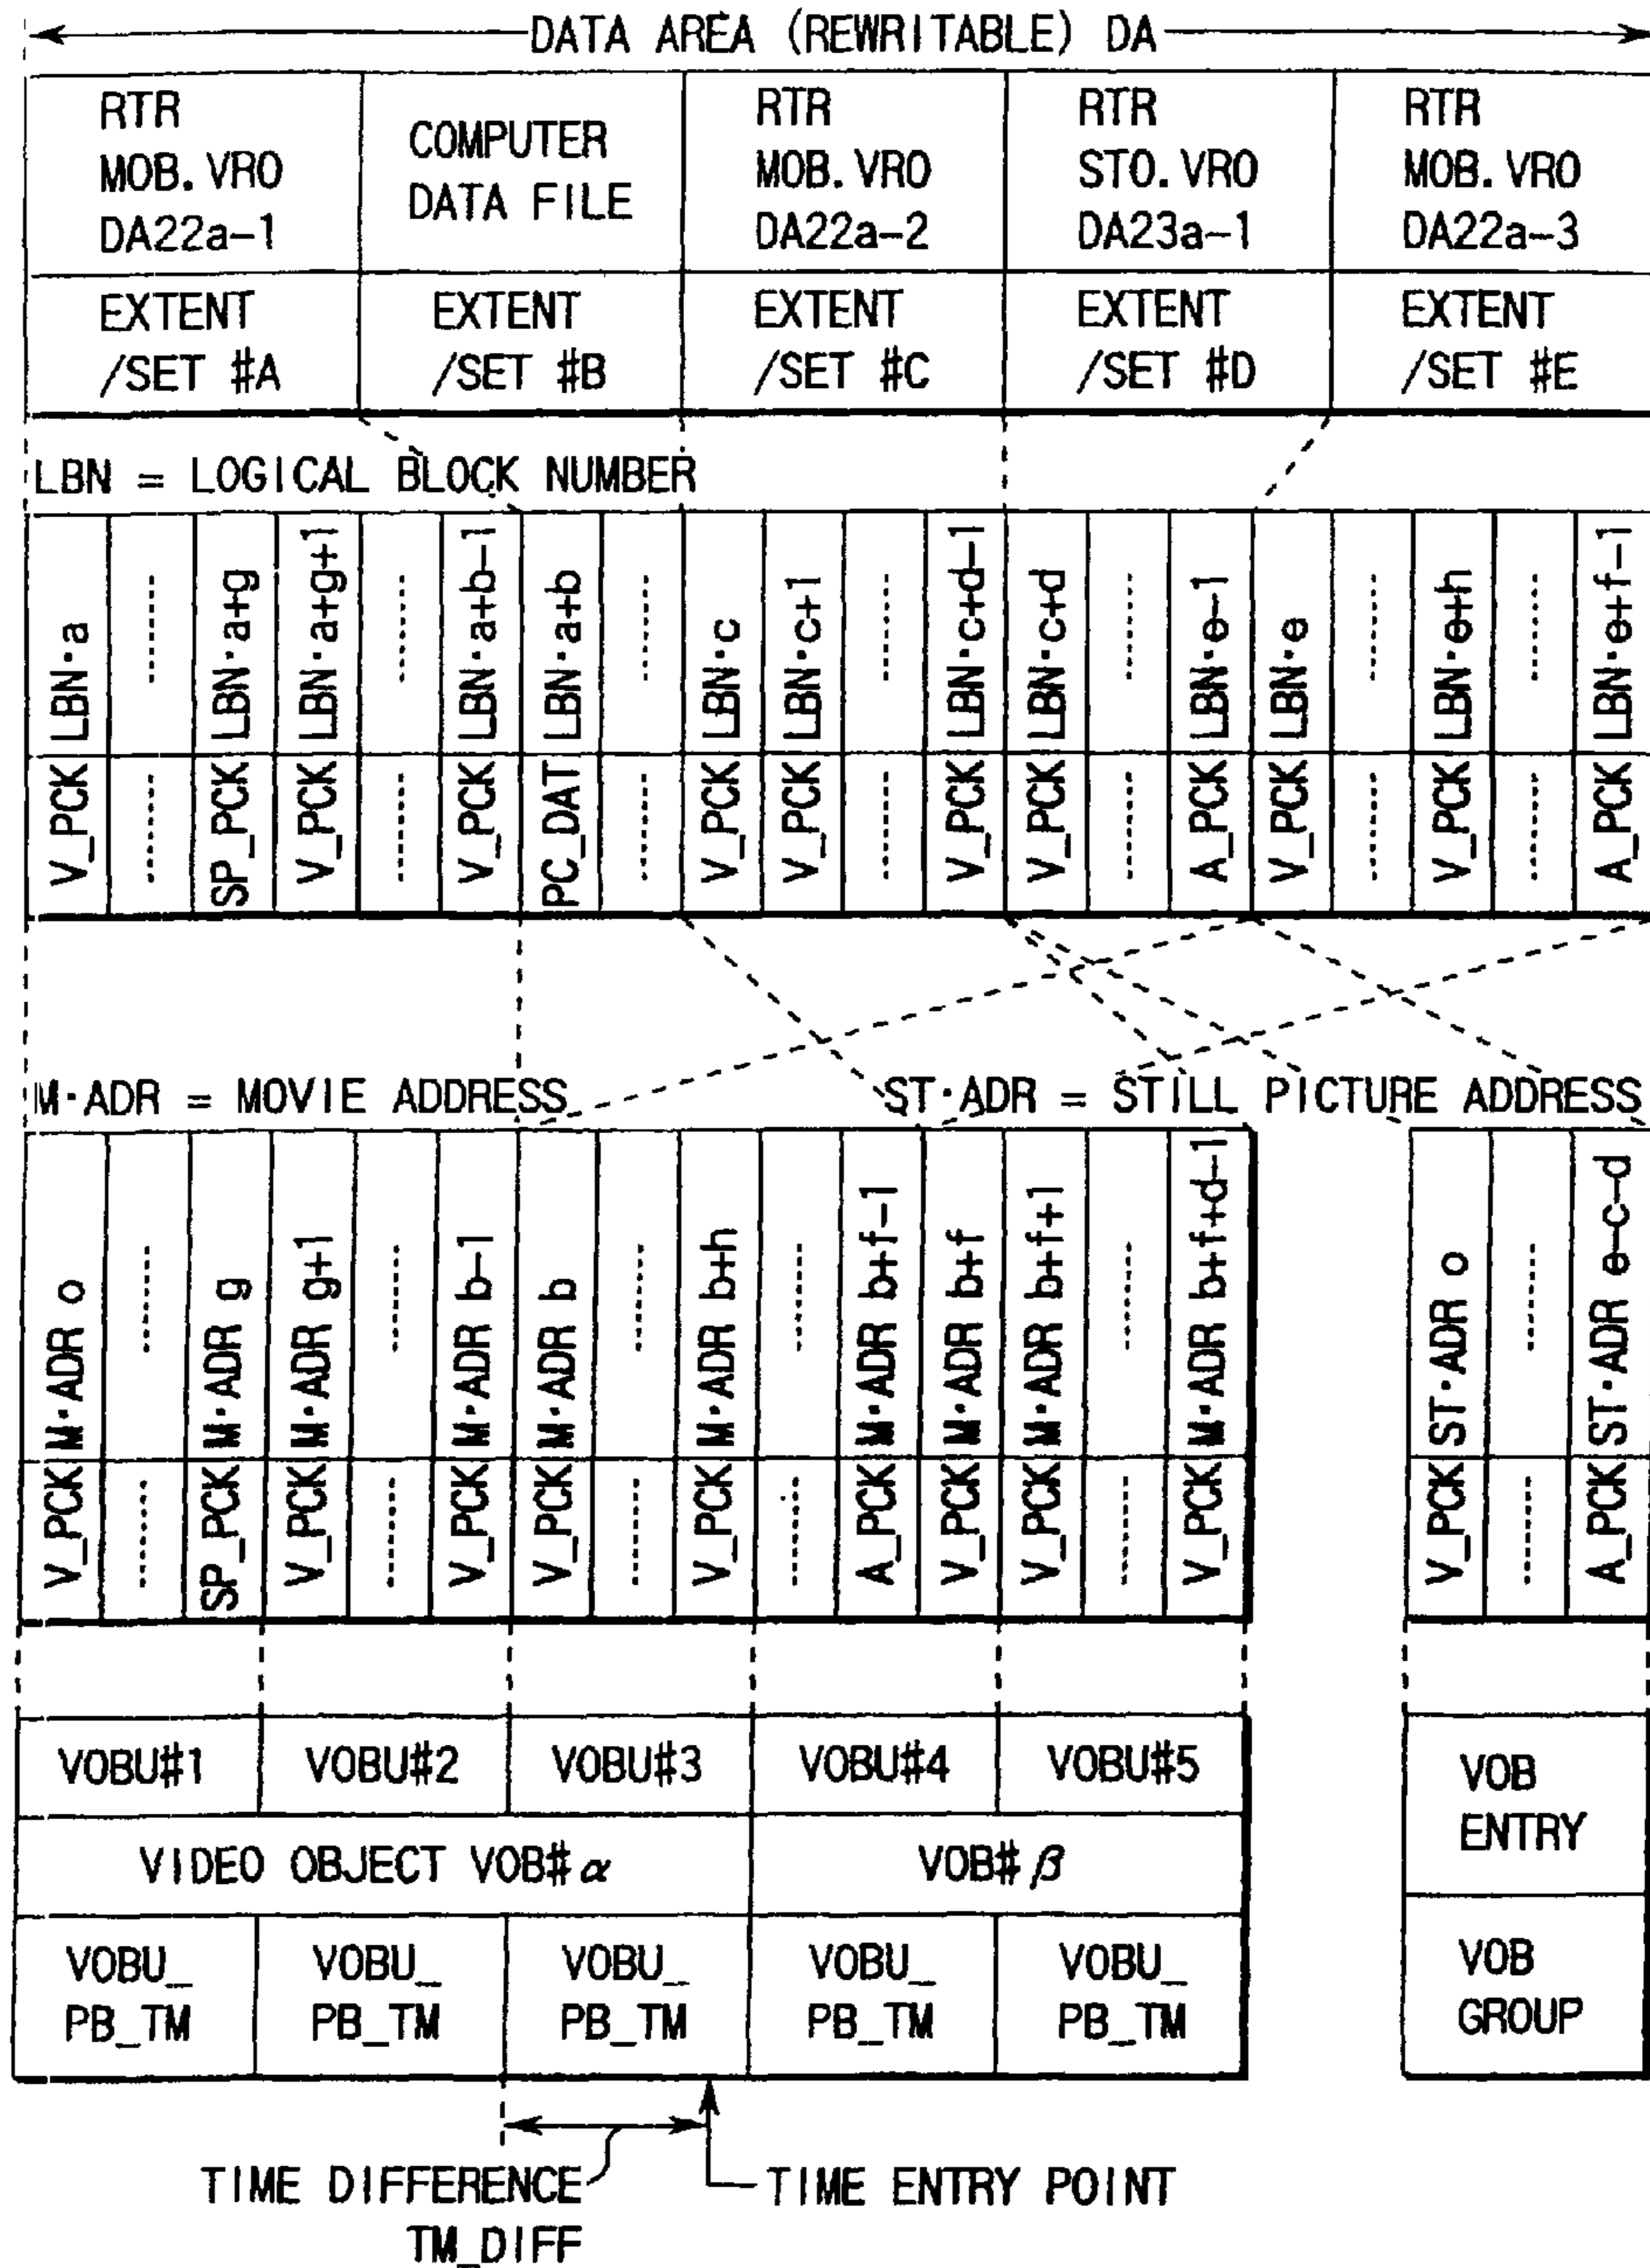 DATA AREA (REWRITABLE) DA
RTR MOB.VRO DA22a-1
COMPUTER DATA FILE
RTR MOB.VRO DA22a-2
RTR STO.VRO DA23a-1
RTR MOB.VRO DA22a-3
EXTENT /SET #A
EXTENT /SET #B
EXTENT /SET #C
EXTENT /SET #D
EXTENT /SET #E
LBN = LOGICAL BLOCK NUMBER
V_PCK LBN·a
SP_PCK LBN·a+g
V_PCK LBN·a+g+1
V_PCK LBN·a+b-1
PC_DAT LBN·a+b
V_PCK LBN·c
V_PCK LBN·c+1
V_PCK LBN·c+d-1
V_PCK LBN·c+d
A_PCK LBN·e-1
V_PCK LBN·e
V_PCK LBN·e+h
A_PCK LBN·e+f-1
M·ADR = MOVIE ADDRESS
ST·ADR = STILL PICTURE ADDRESS
V_PCK M·ADR o
SP_PCK M·ADR g
V_PCK M·ADR g+1
V_PCK M·ADR b-1
V_PCK M·ADR b
V_PCK M·ADR b+h
A_PCK M·ADR b+f-1
V_PCK M·ADR b+f
V_PCK M·ADR b+f+1
V_PCK M·ADR b+f+d-1
V_PCK ST·ADR o
A_PCK ST·ADR e-c-d
VOBU#1
VOBU#2
VOBU#3
VOBU#4
VOBU#5
VOB ENTRY
VIDEO OBJECT VOB#α
VOB#β
VOBU_ PB_TM
VOBU_ PB_TM
VOBU_ PB_TM
VOBU_ PB_TM
VOBU_ PB_TM
VOB GROUP
TIME DIFFERENCE TM_DIFF
TIME ENTRY POINT